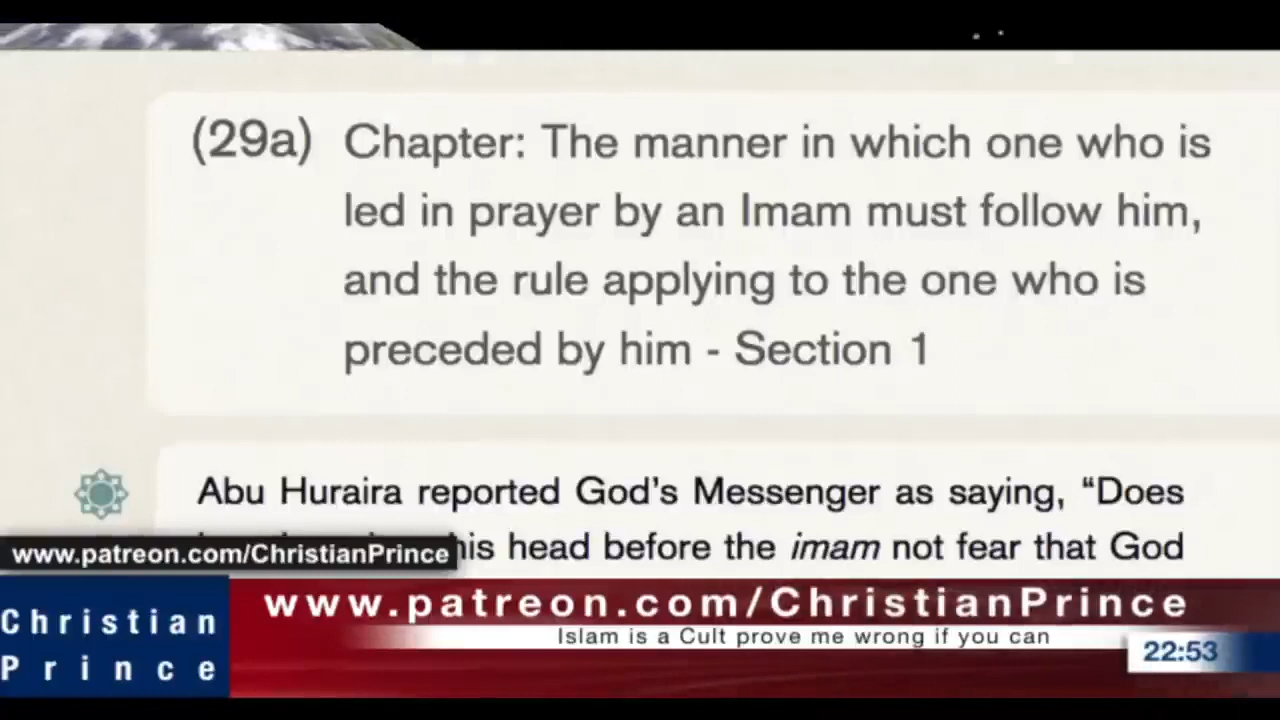 (29a) Chapter: The manner in which one who is
led in prayer by an Imam must follow him,
and the rule applying to the one who is
preceded by him - Section 1
Abu Huraira reported God's Messenger as saying, “Does
his head before the imam not fear that God
www.patreon.com/ChristianPrince
www.patreon.com/ChristianPrince
Islam is a Cult prove me wrong if you can
Christian
Prince
22:53